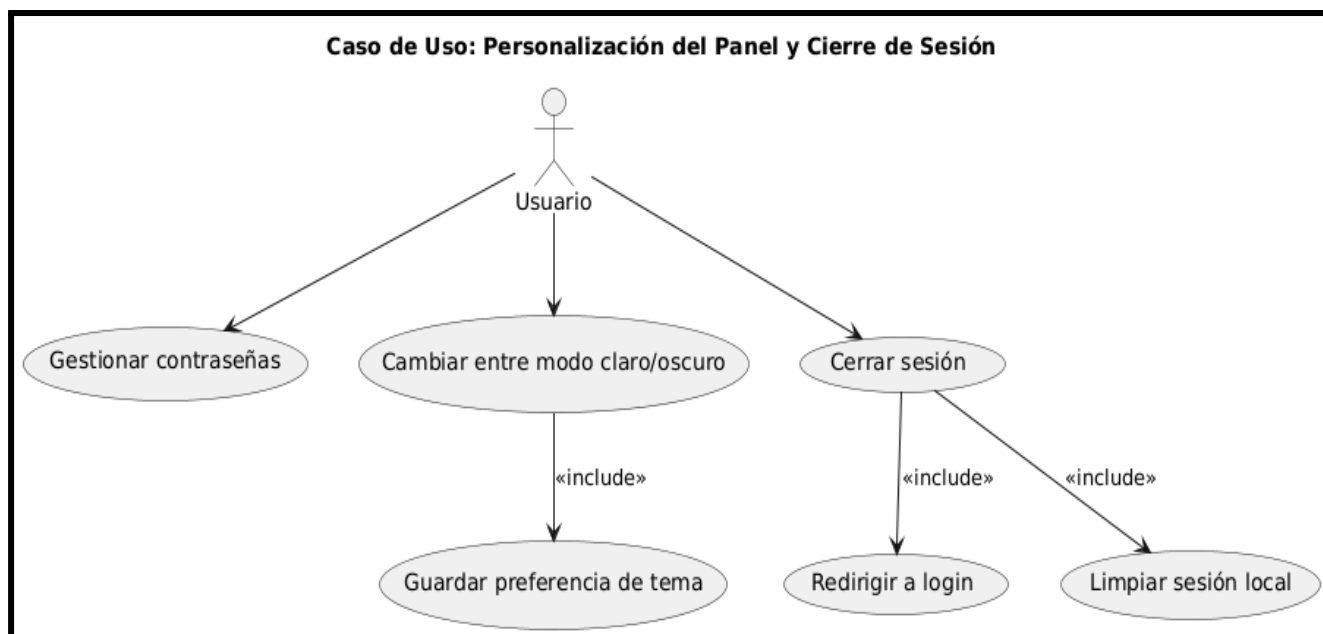 Caso de Uso: Personalización del Panel y Cierre de Sesión
Usuario
Gestionar contraseñas
Cambiar entre modo claro/oscuro
Cerrar sesión
«include»
«include»
«include»
Guardar preferencia de tema
Redirigir a login
Limpiar sesión local